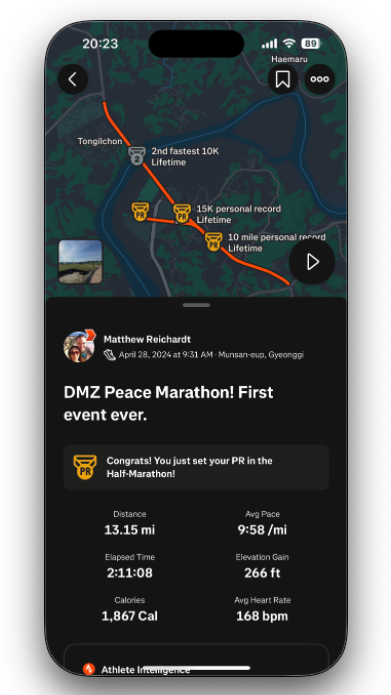 20:23
89
Haemaru
Tongilchon
2
2nd fastest 10K
Lifetime
PR
PR
15K personal record
Lifetime
PR
10 mile personal record
Lifetime
Matthew Reichardt
April 28, 2024 at 9:31 AM · Munsan-eup, Gyeonggi
DMZ Peace Marathon! First
event ever.
PR
Congrats! You just set your PR in the
Half-Marathon!
Distance
Avg Pace
13.15 mi
9:58 /mi
Elapsed Time
Elevation Gain
2:11:08
266 ft
Calories
Avg Heart Rate
1,867 Cal
168 bpm
Athlete Intelligence